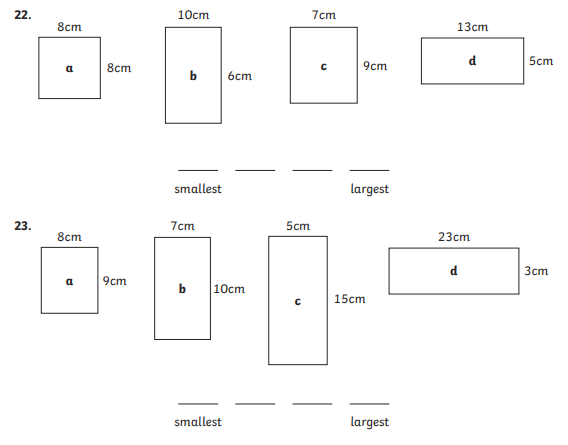 22.
8cm
a
8cm
10cm
b
6cm
7cm
c
9cm
13cm
d
5cm
smallest
largest
23.
8cm
a
9cm
7cm
b
10cm
5cm
c
15cm
23cm
d
3cm
smallest
largest